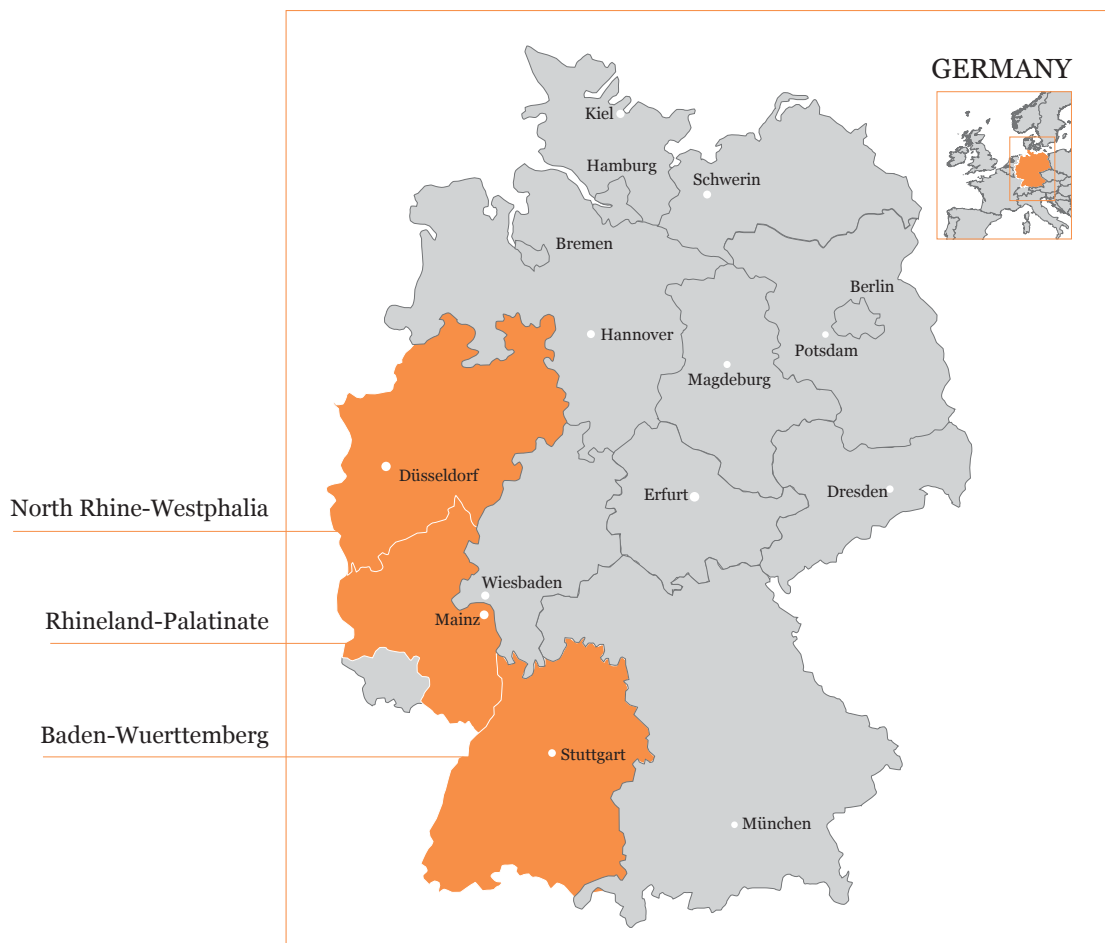 GERMANY
Kiel
Hamburg
Schwerin
Bremen
Berlin
Hannover
Potsdam
Magdeburg
Düsseldorf
Erfurt
Dresden
North Rhine-Westphalia
Wiesbaden
Mainz
Rhineland-Palatinate
Baden-Wuerttemberg
Stuttgart
München